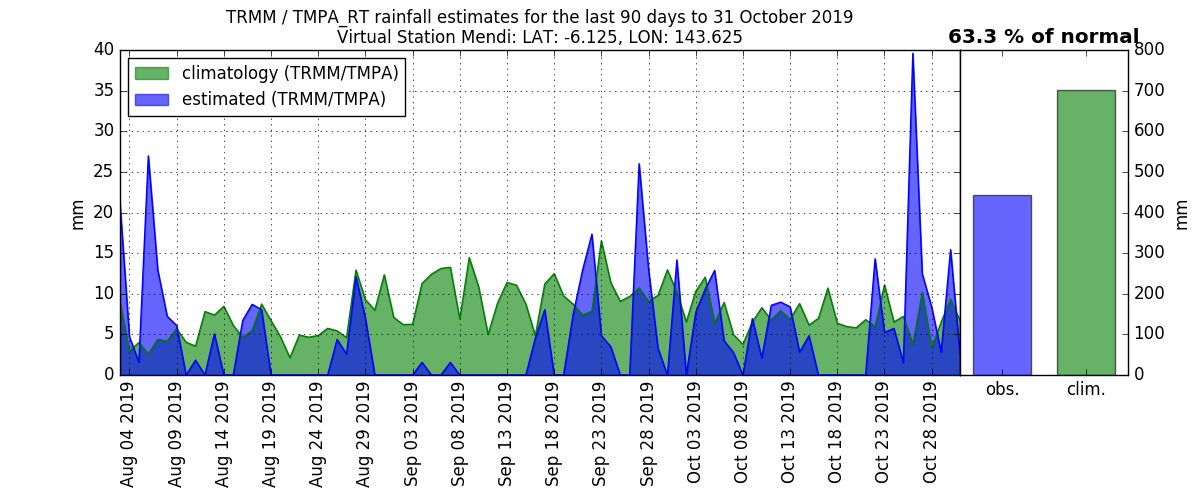 TRMM / TMPA_RT rainfall estimates for the last 90 days to 31 October 2019
Virtual Station Mendi: LAT: -6.125, LON: 143.625
63.3 % of normal
climatology (TRMM/TMPA)
estimated (TRMM/TMPA)
mm
40
35
30
25
20
15
10
5
0
Aug 04 2019
Aug 09 2019
Aug 14 2019
Aug 19 2019
Aug 24 2019
Aug 29 2019
Sep 03 2019
Sep 08 2019
Sep 13 2019
Sep 18 2019
Sep 23 2019
Sep 28 2019
Oct 03 2019
Oct 08 2019
Oct 13 2019
Oct 18 2019
Oct 23 2019
Oct 28 2019
800
700
600
500
400
300
200
100
0
mm
obs.
clim.